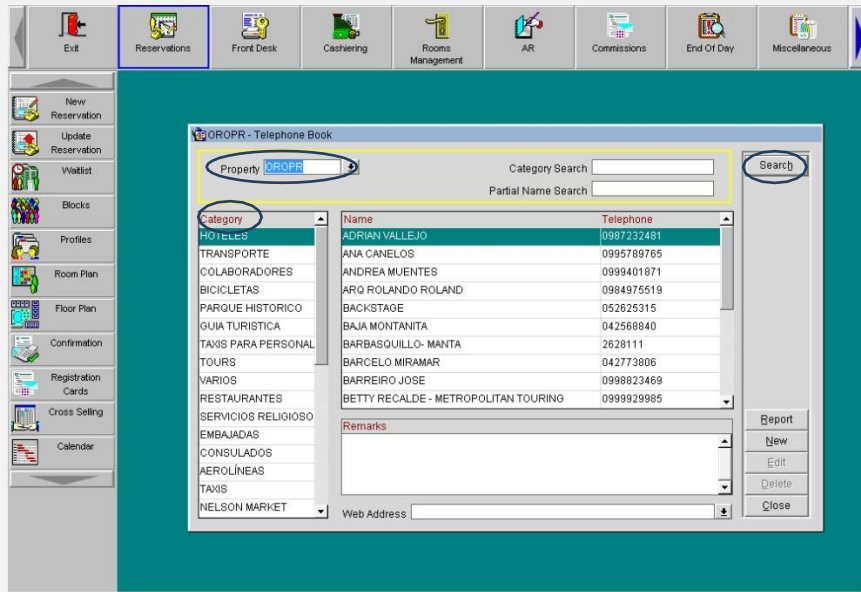 Exit
Reservations
Front Desk
Cashiering
Rooms
Management
AR
Commissions
End Of Day
Miscellaneous
New
Reservation
Update
Reservation
Waitlist
Blocks
Profiles
Room Plan
Floor Plan
Confirmation
Registration
Cards
Cross Selling
Calendar
OROPR - Telephone Book
Property OROPR
Category Search
Partial Name Search
Search
Category
HOTELES
TRANSPORTE
COLABORADORES
BICICLETAS
PARQUE HISTORICO
GUIA TURISTICA
TAXIS PARA PERSONAL
TOURS
VARIOS
RESTAURANTES
SERVICIOS RELIGIOSO
EMBAJADAS
CONSULADOS
AEROLÍNEAS
TAXIS
NELSON MARKET
Name Telephone
ADRIAN VALLEJO 0987232481
ANA CANELOS 0995789765
ANDREA MUENTES 0999401871
ARQ ROLANDO ROLAND 0984975519
BACKSTAGE 052625315
BAJA MONTANITA 042568840
BARBASQUILLO- MANTA 2628111
BARCELO MIRAMAR 042773806
BARREIRO JOSE 0998823469
BETTY RECALDE - METROPOLITAN TOURING 0999929985
Remarks
Web Address
Report
New
Edit
Delete
Close